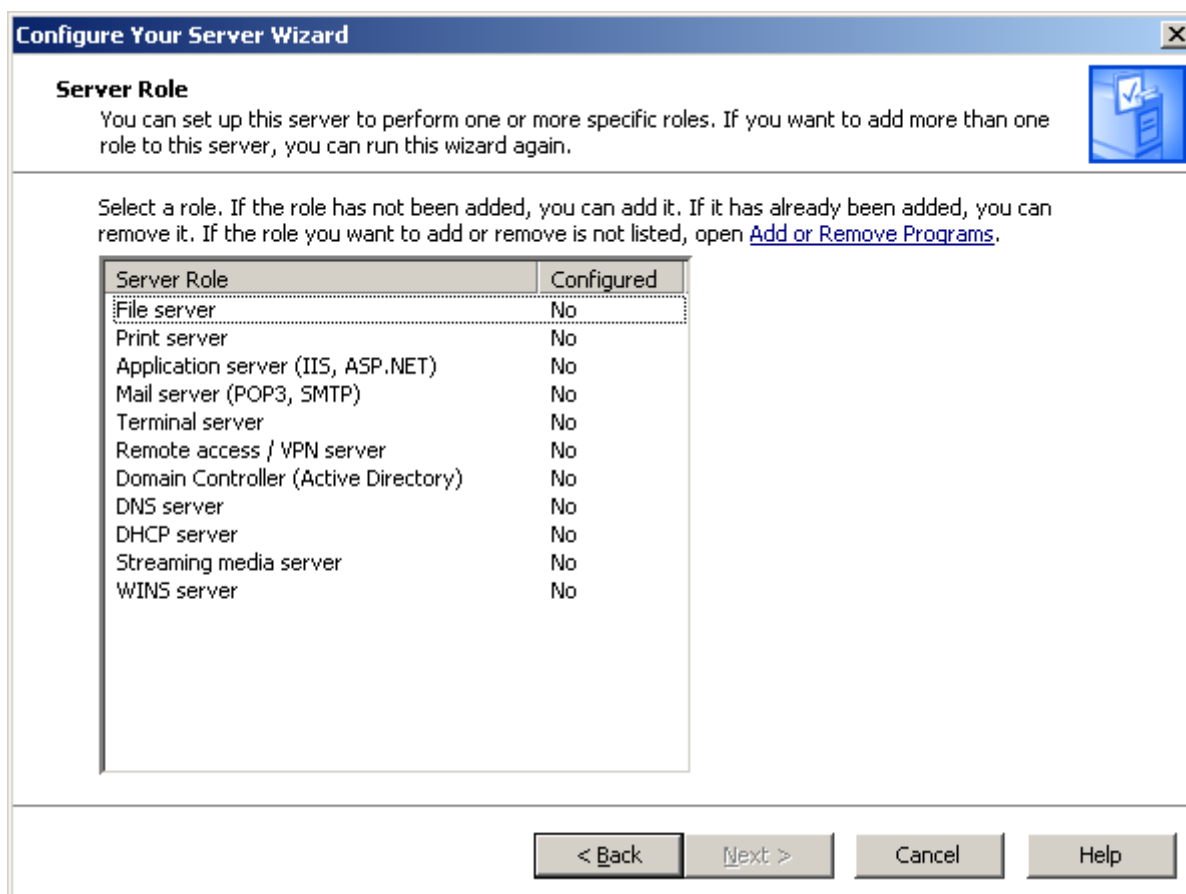 Configure Your Server Wizard
Server Role
You can set up this server to perform one or more specific roles. If you want to add more than one
role to this server, you can run this wizard again.
Select a role. If the role has not been added, you can add it. If it has already been added, you can
remove it. If the role you want to add or remove is not listed, open Add or Remove Programs.
Server Role Configured
File server No
Print server No
Application server (IIS, ASP.NET) No
Mail server (POP3, SMTP) No
Terminal server No
Remote access / VPN server No
Domain Controller (Active Directory) No
DNS server No
DHCP server No
Streaming media server No
WINS server No
< Back Next > Cancel Help